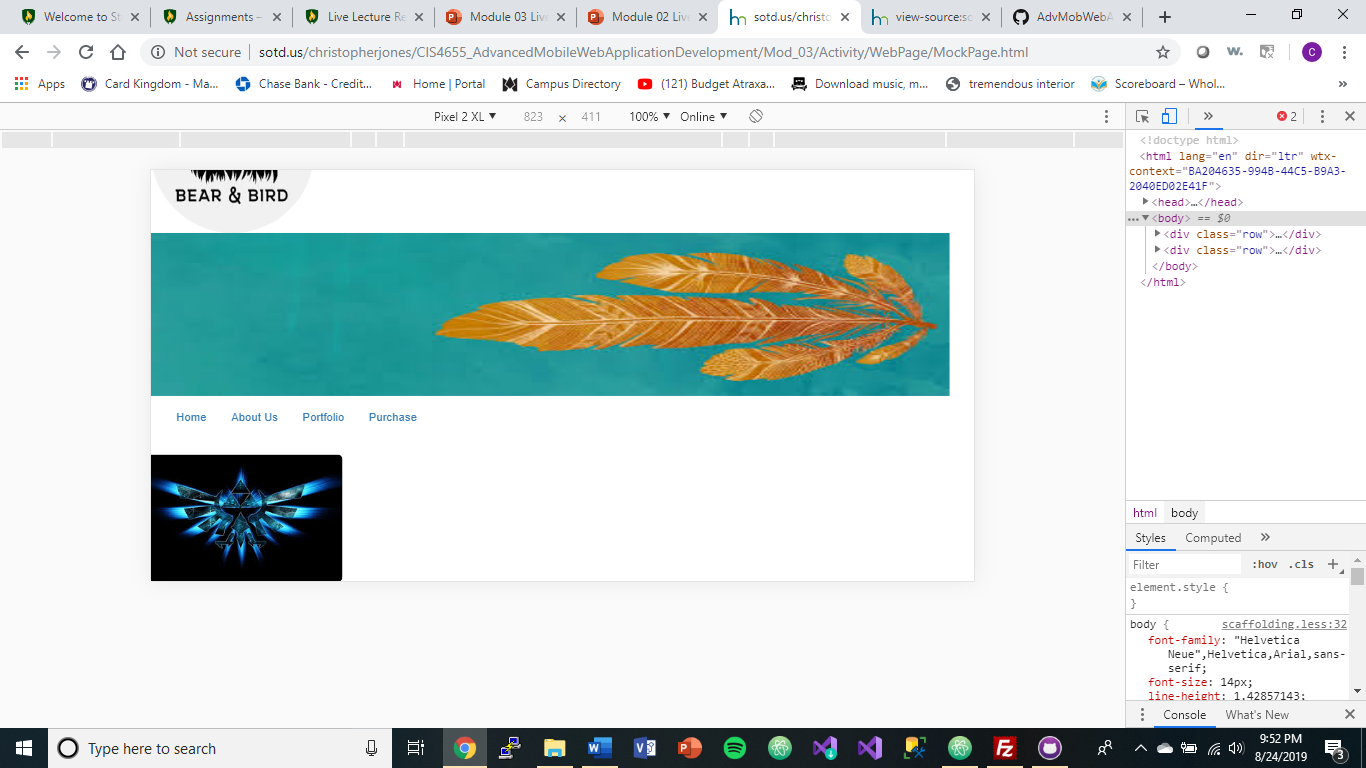 Welcome to St
Assignments –
Live Lecture Re
Module 03 Live
Module 02 Live
sotd.us/christo
view-source:so
AdvMobWebA
Not secure
sotd.us/christopherjones/CIS4655_AdvancedMobileWebApplicationDevelopment/Mod_03/Activity/WebPage/MockPage.html
w.
C
Apps
Card Kingdom - Ma...
Chase Bank - Credit...
Home | Portal
Campus Directory
(121) Budget Atraxa...
Download music, m...
tremendous interior
Scoreboard – Whol...
»
Pixel 2 XL ▼ 823 × 411 100% ▼ Online ▼
» 2
BEAR & BIRD
Home About Us Portfolio Purchase
<!doctype html>
<html lang="en" dir="ltr" wtx-
context="BA204635-994B-44C5-B9A3-
2040ED02E41F">
<head>…</head>
<body> == $0
<div class="row">…</div>
<div class="row">…</div>
</body>
</html>
html body
Styles Computed »
Filter :hov .cls +
element.style {
}
body { scaffolding.less:32
font-family: "Helvetica
Neue",Helvetica,Arial,sans-
serif;
font-size: 14px;
line-height: 1.42857143;
Console What's New
Type here to search
9:52 PM
8/24/2019
3